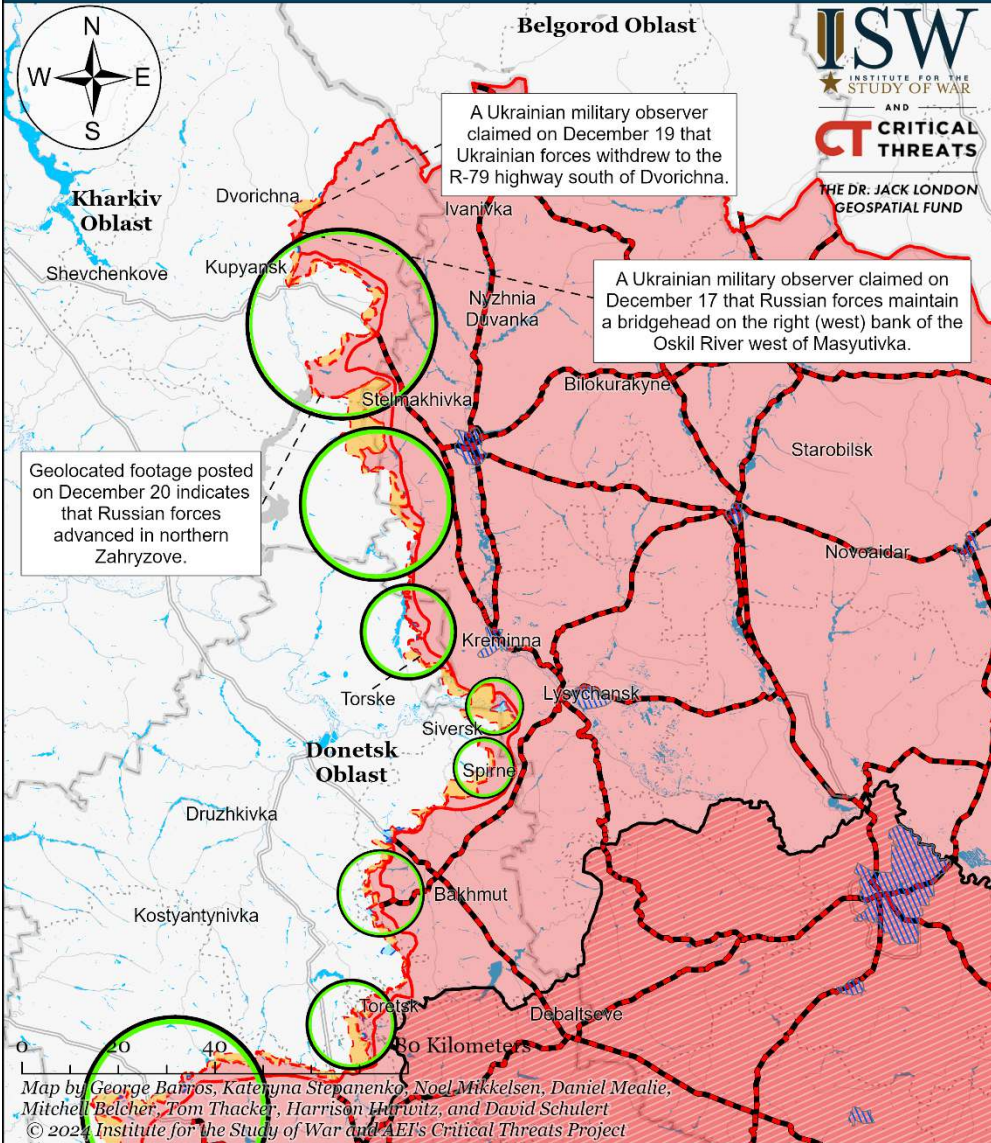 Belgorod Oblast
N
W
E
S
ISW
INSTITUTE FOR THE
STUDY OF WAR
AND
CT CRITICAL
THREATS
THE DR. JACK LONDON
GEOSPATIAL FUND
A Ukrainian military observer
claimed on December 19 that
Ukrainian forces withdrew to the
R-79 highway south of Dvorichna.
Dvorichna
Kharkiv
Oblast
Ivanivka
Shevchenkove
Kupyansk
A Ukrainian military observer claimed on
December 17 that Russian forces maintain
a bridgehead on the right (west) bank of the
Oskil River west of Masyutivka.
Nyzhnia
Duvanka
Bilokurakyne
Stelmakhivka
Starobilsk
Geolocated footage posted
on December 20 indicates
that Russian forces
advanced in northern
Zahryzove.
Novoaidar
Kreminna
Torske
Lysychansk
Siversk
Donetsk
Oblast
Spirne
Druzhkivka
Bakhmut
Kostyantynivka
Toretsk
Debaltseve
0 20 40 80 Kilometers
Map by George Barros, Kateryna Stepanenko, Noel Mikkelsen, Daniel Mealie,
Mitchell Belcher, Tom Thacker, Harrison Hurwitz, and David Schulert
© 2024 Institute for the Study of War and AEI's Critical Threats Project